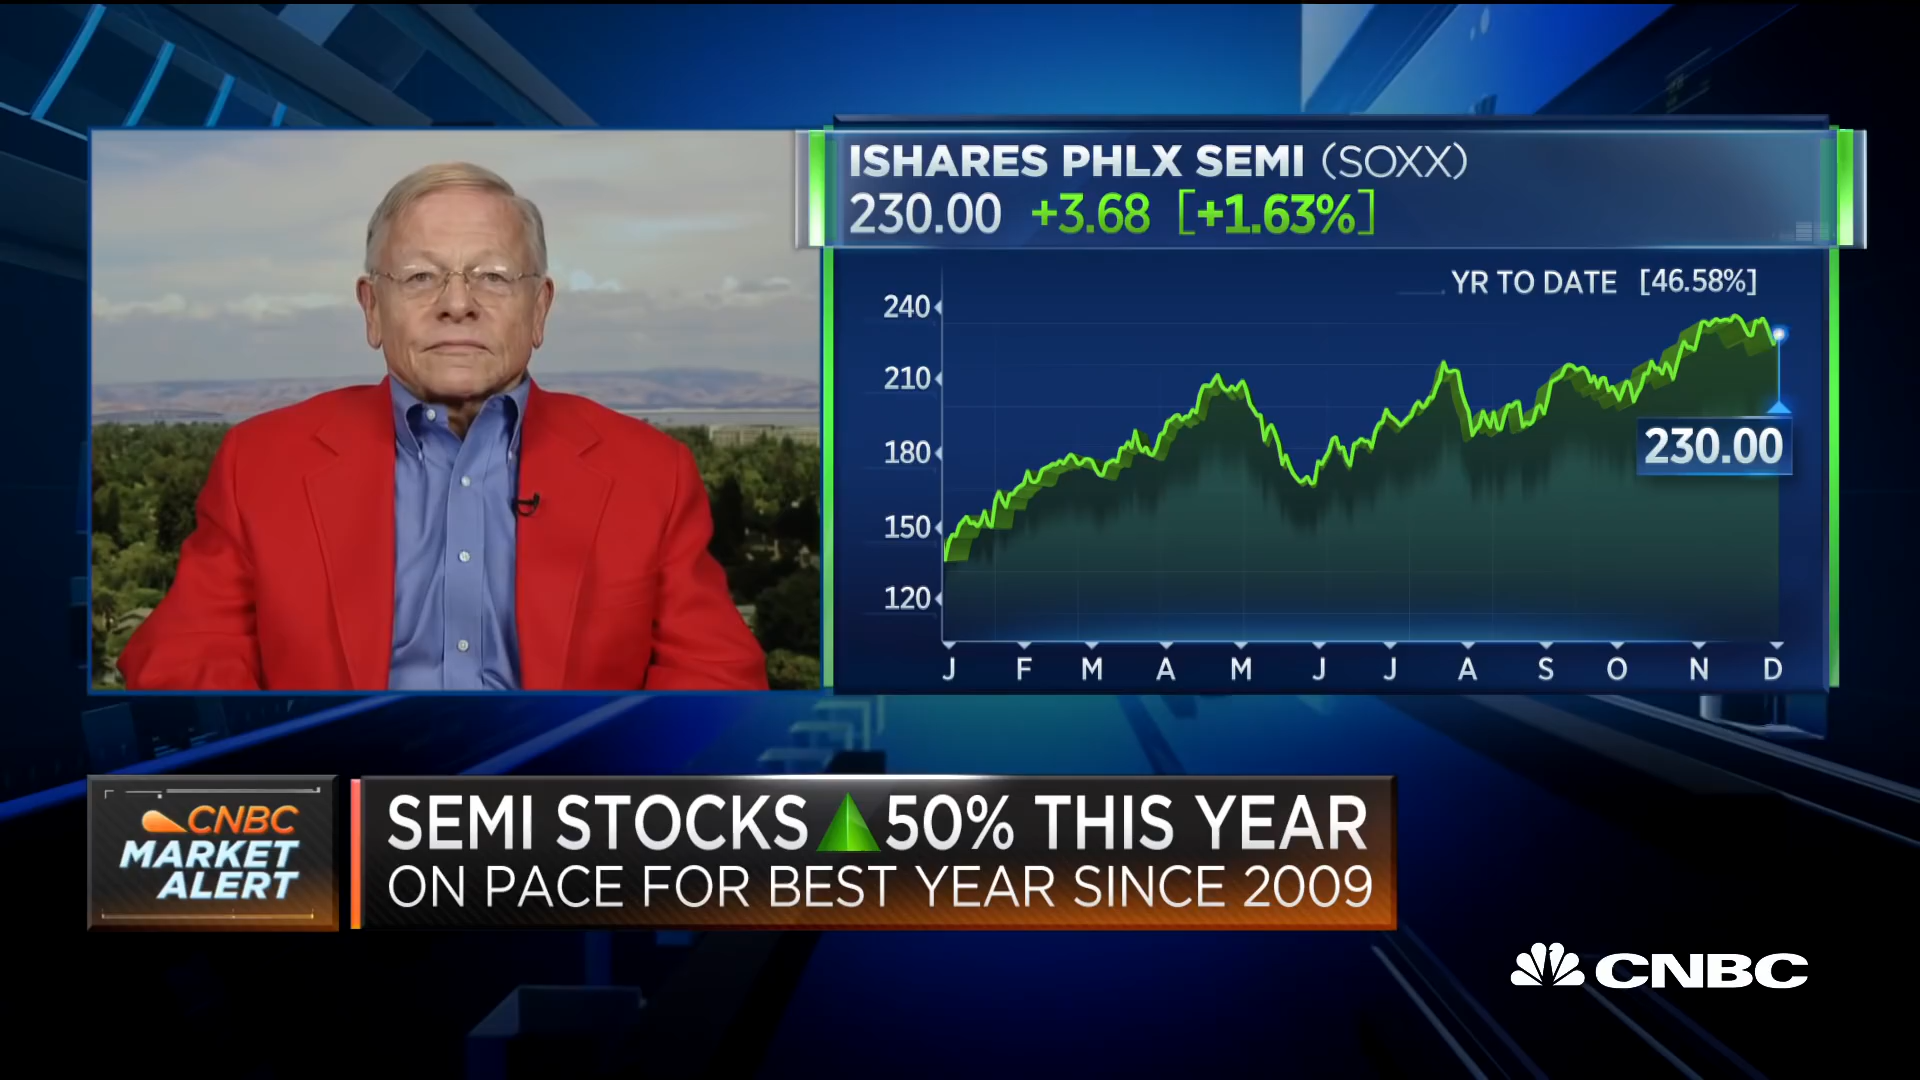 ISHARES PHLX SEMI (SOXX)
230.00 +3.68 [+1.63%]
YR TO DATE [46.58%]
240
210
180
150
120
230.00
J F M A M J J A S O N D
CNBC
MARKET
ALERT
SEMI STOCKS 50% THIS YEAR
ON PACE FOR BEST YEAR SINCE 2009
CNBC